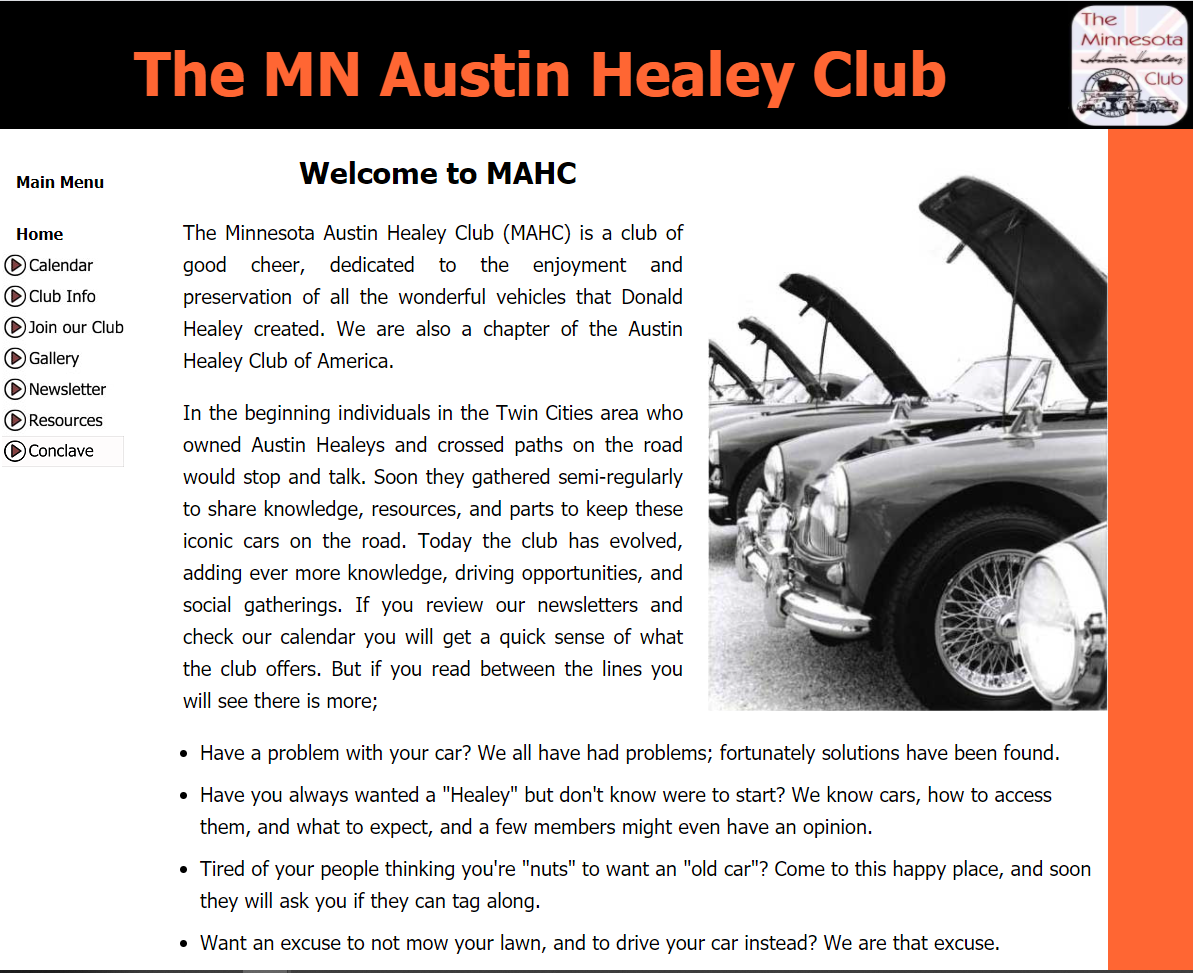 The MN Austin Healey Club
The
Minnesota
Austin Healey
Club
MINNESOTA
Main Menu
Home
Calendar
Club Info
Join our Club
Gallery
Newsletter
Resources
Conclave
Welcome to MAHC
The Minnesota Austin Healey Club (MAHC) is a club of
good cheer, dedicated to the enjoyment and
preservation of all the wonderful vehicles that Donald
Healey created. We are also a chapter of the Austin
Healey Club of America.
In the beginning individuals in the Twin Cities area who
owned Austin Healeys and crossed paths on the road
would stop and talk. Soon they gathered semi-regularly
to share knowledge, resources, and parts to keep these
iconic cars on the road. Today the club has evolved,
adding ever more knowledge, driving opportunities, and
social gatherings. If you review our newsletters and
check our calendar you will get a quick sense of what
the club offers. But if you read between the lines you
will see there is more;
• Have a problem with your car? We all have had problems; fortunately solutions have been found.
• Have you always wanted a "Healey" but don't know were to start? We know cars, how to access
them, and what to expect, and a few members might even have an opinion.
• Tired of your people thinking you're "nuts" to want an "old car"? Come to this happy place, and soon
they will ask you if they can tag along.
• Want an excuse to not mow your lawn, and to drive your car instead? We are that excuse.